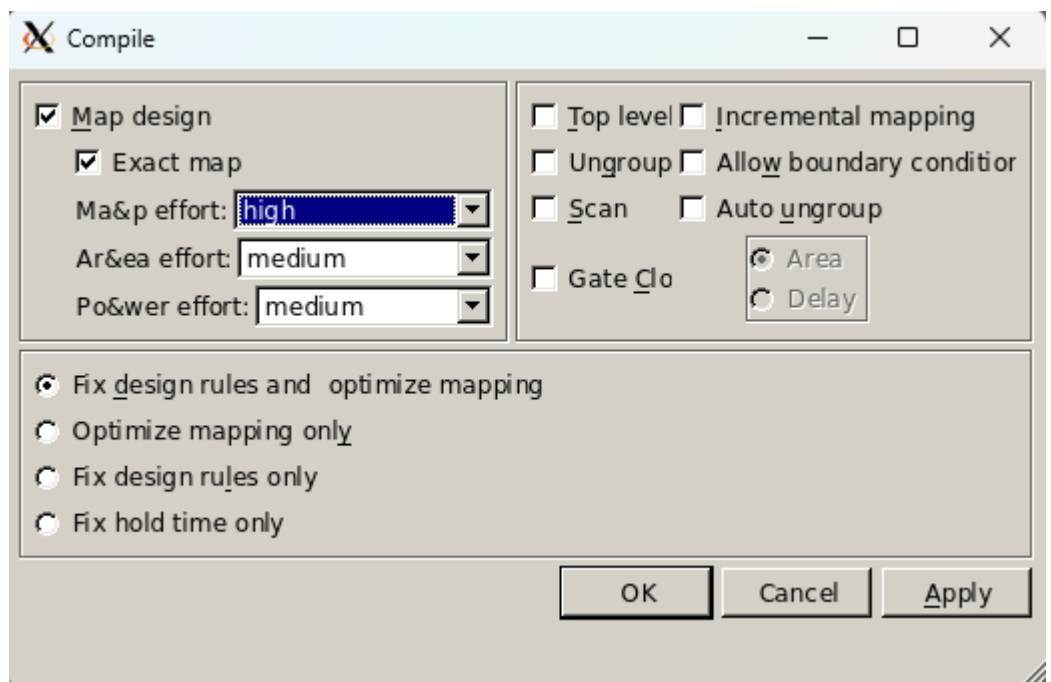 Compile
Map design
Exact map
Ma&p effort: high
Ar&ea effort: medium
Po&wer effort: medium
Top level Incremental mapping
Ungroup Allow boundary condition
Scan Auto ungroup
Gate Clo
Area
Delay
Fix design rules and optimize mapping
Optimize mapping only
Fix design rules only
Fix hold time only
OK Cancel Apply